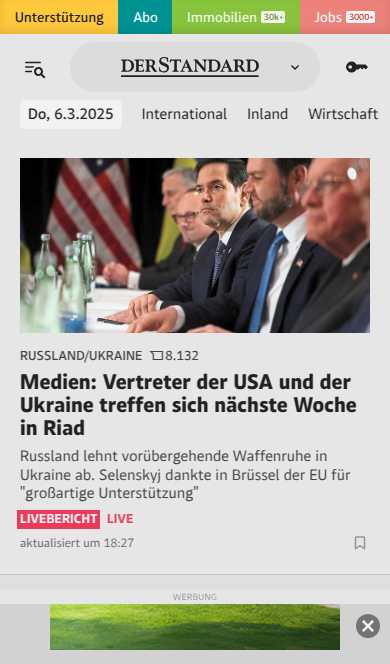 Unterstützung Abo Immobilien 30k+ Jobs 3000+
DERSTANDARD
Do, 6.3.2025 International Inland Wirtschaft
RUSSLAND/UKRAINE 8.132
Medien: Vertreter der USA und der
Ukraine treffen sich nächste Woche
in Riad
Russland lehnt vorübergehende Waffenruhe in
Ukraine ab. Selenskyj dankte in Brüssel der EU für
"großartige Unterstützung"
LIVEBERICHT LIVE
aktualisiert um 18:27
WERBUNG